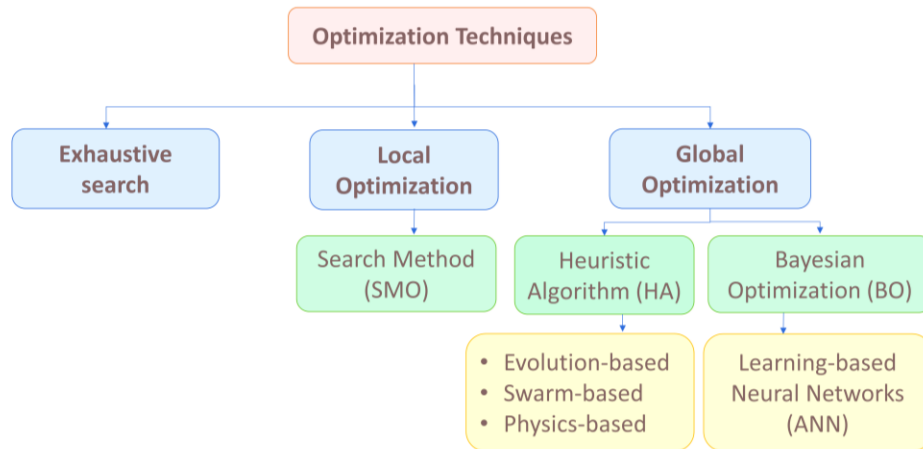 Optimization Techniques
Exhaustive
search
Local
Optimization
Global
Optimization
Search Method
(SMO)
Heuristic
Algorithm (HA)
Bayesian
Optimization (BO)
• Evolution-based
• Swarm-based
• Physics-based
Learning-based
Neural Networks
(ANN)